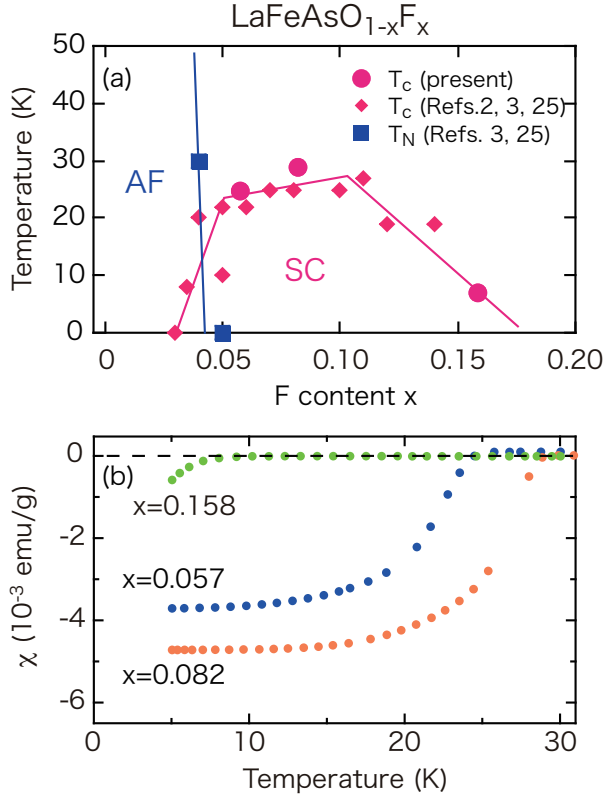 LaFeAsO1-xFx
50
40
30
20
10
0
Temperature (K)
(a)
AF
SC
Tc (present)
Tc (Refs.2, 3, 25)
TN (Refs. 3, 25)
0 0.05 0.10 0.15 0.20
F content x
0
-2
-4
-6
χ (10-3 emu/g)
(b)
x=0.158
x=0.057
x=0.082
0 10 20 30
Temperature (K)